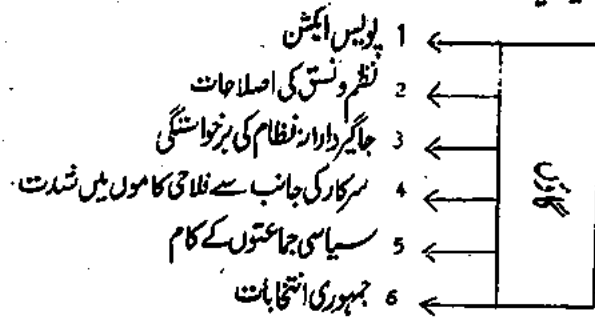 1 پولیس ایکشن
2 نظم و نسق کی اصلاحات
3 جاگیردارانہ نظام کی برخواستگی
4 سرکار کی جانب سے فلاحی کاموں میں شدت
5 سیاسی جماعتوں کے کام
6 جمہوری انتخابات